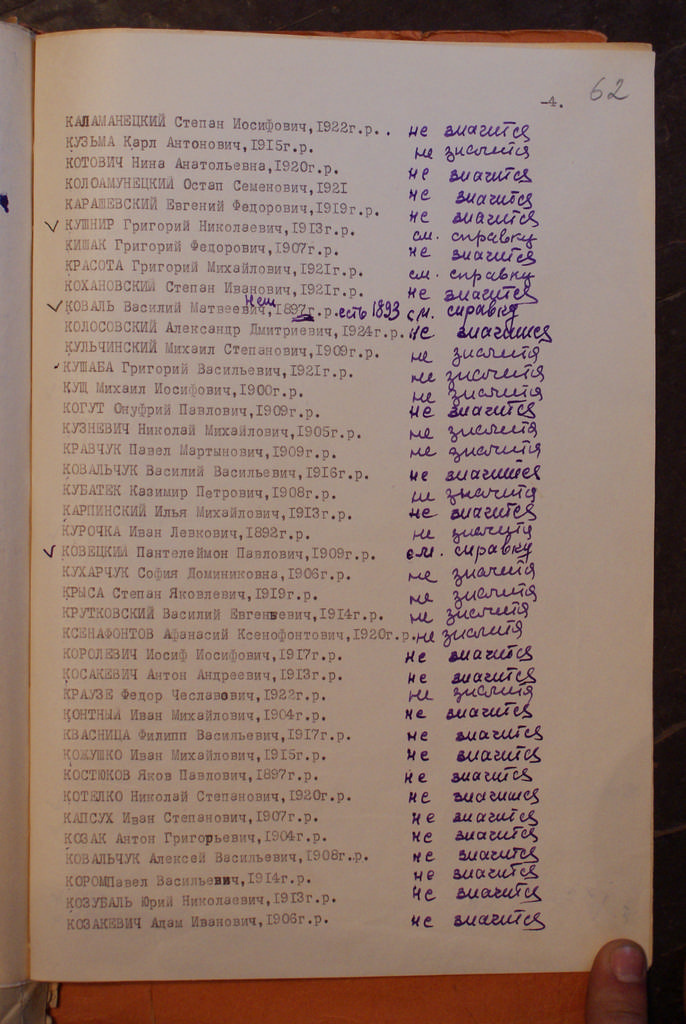 62
-4.
КАЛАМАНЕЦКИЙ Степан Иосифович,1922г.р.. не значится
КУЗЬМА Карл Антонович,1915г.р. не значится
КОТОВИЧ Нина Анатольевна,1920г.р. не значится
КОЛОАМУНЕЦКИЙ Остап Семенович,1921 не значится
КАРАШЕВСКИЙ Евгений Федорович,1919г.р. не значится
✓ КУШНИР Григорий Николаевич,1913г.р. см. справку
КИШАК Григорий Федорович,1907г.р. не значится
КРАСОТА Григорий Михайлович,1921г.р. см. справку
КОХАНОВСКИЙ Степан Иванович,1921г.р. не значится
✓ КОВАЛЬ Василий Матвеевич,1897г.р. Нет есть 1893 см. справку
КОЛОСОВСКИЙ Александр Дмитриевич,1924г.р. не значится
КУЛЬЧИНСКИЙ Михаил Степанович,1909г.р. не значится
КУШАБА Григорий Васильевич,1921г.р. не значится
КУЩ Михаил Иосифович,1900г.р. не значится
КОГУТ Онуфрий Павлович,1909г.р. не значится
КУЗНЕВИЧ Николай Михайлович,1905г.р. не значится
КРАВЧУК Павел Мартынович,1909г.р. не значится
КОВАЛЬЧУК Василий Васильевич,1916г.р. не значится
КУБАТЕК Казимир Петрович,1908г.р. не значится
КАРПИНСКИЙ Илья Михайлович,1913г.р. не значится
КУРОЧКА Иван Левкович,1892г.р. не значится
✓ КОВЕЦКИЙ Пантелеймон Павлович,1909г.р. см. справку
КУХАРЧУК София Доминиковна,1906г.р. не значится
КРЫСА Степан Яковлевич,1919г.р. не значится
КРУТКОВСКИЙ Василий Евгеньевич,1914г.р. не значится
КСЕНАФОНТОВ Афанасий Ксенофонтович,1920г.р. не значится
КОРОЛЕВИЧ Иосиф Иосифович,1917г.р. не значится
КОСАКЕВИЧ Антон Андреевич,1913г.р. не значится
КРАУЗЕ Федор Чеславович,1922г.р. не значится
КОНТНЫЙ Иван Михайлович,1904г.р. не значится
КВАСНИЦА Филипп Васильевич,1917г.р. не значится
КОЖУШКО Иван Михайлович,1915г.р. не значится
КОСТЮКОВ Яков Павлович,1897г.р. не значится
КОТЕЛКО Николай Степанович,1920г.р. не значится
КАПСУХ Иван Степанович,1907г.р. не значится
КОЗАК Антон Григорьевич,1904г.р. не значится
КОВАЛЬЧУК Алексей Васильевич,1908г.р. не значится
КОРОМПавел Васильевич,1914г.р. не значится
КОЗУБАЛЬ Юрий Николаевич,1913г.р. не значится
КОЗАКЕВИЧ Адам Иванович,1906г.р. не значится